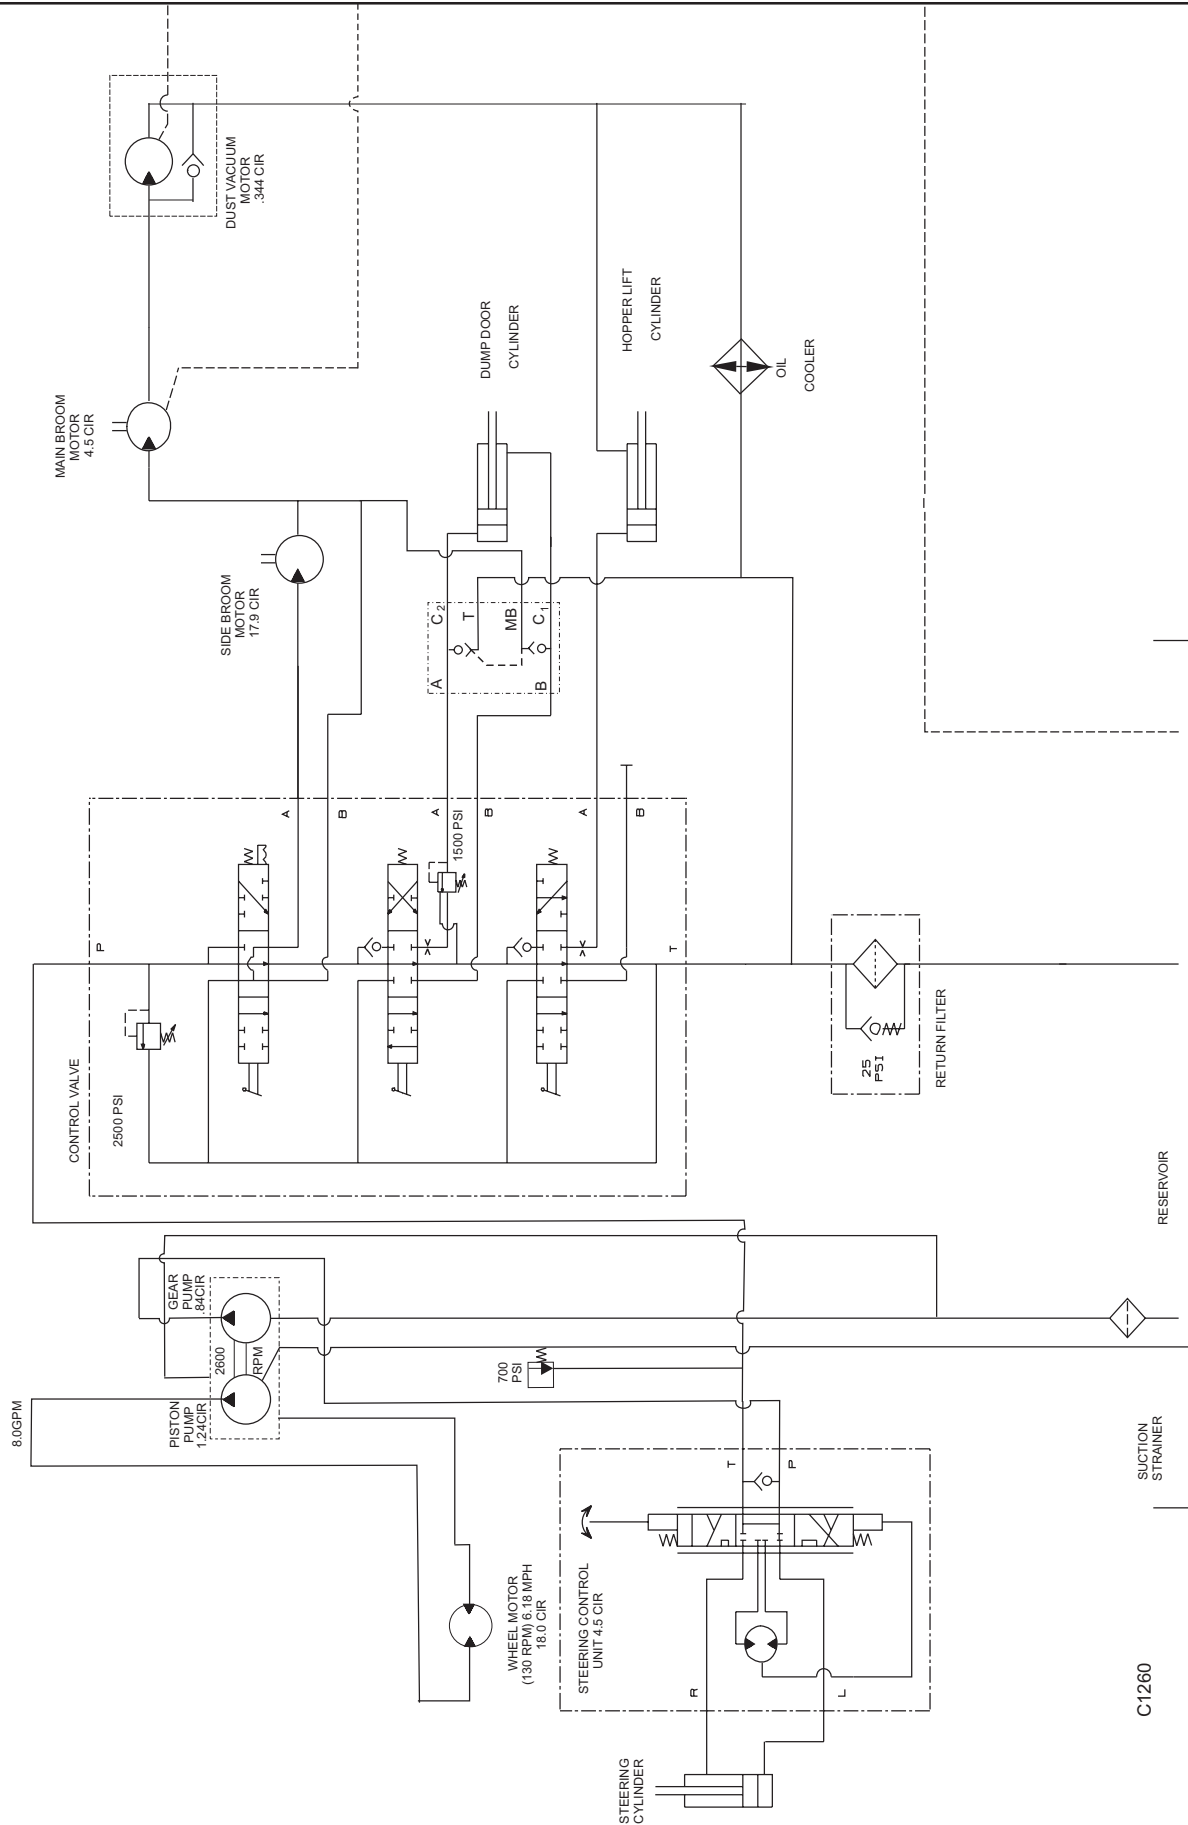 8.0GPM
PISTON
PUMP
1.24CIR
GEAR
PUMP
.84CIR
2600
RPM
WHEEL MOTOR
(130 RPM) 6.18 MPH
18.0 CIR
700
PSI
STEERING CONTROL
UNIT 4.5 CIR
T
P
R
L
STEERING
CYLINDER
C1260
SUCTION
STRAINER
RESERVOIR
CONTROL VALVE
2500 PSI
P
A
B
A
B
1500 PSI
A
B
T
25
PSI
RETURN FILTER
MAIN BROOM
MOTOR
4.5 CIR
SIDE BROOM
MOTOR
17.9 CIR
DUST VACUUM
MOTOR
.344 CIR
A
B
C2
T
MB
C1
DUMP DOOR
CYLINDER
HOPPER LIFT
CYLINDER
OIL
COOLER